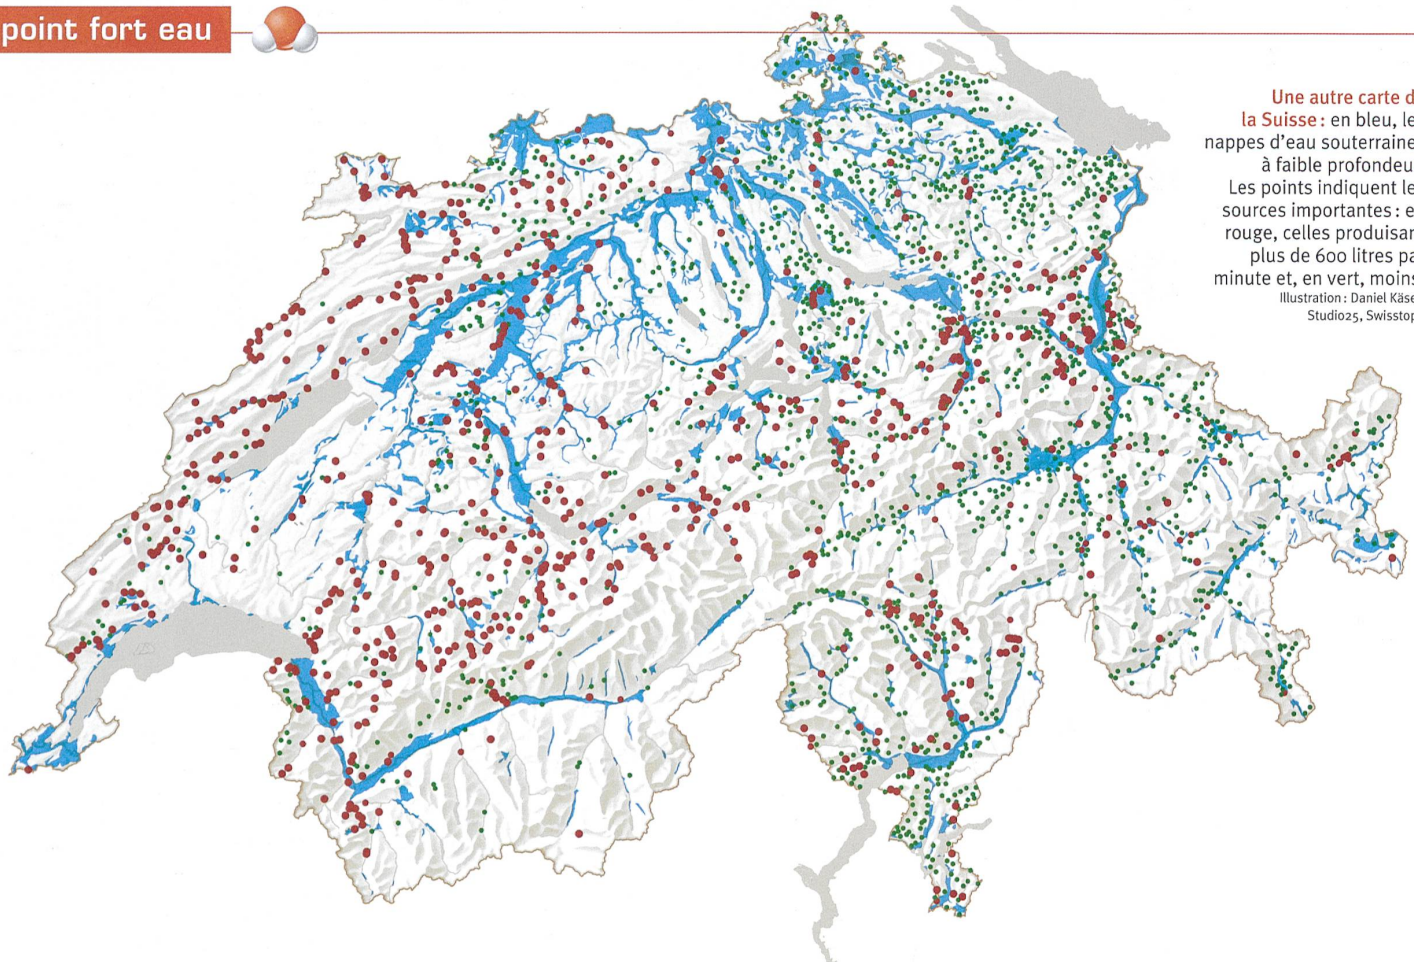 point fort eau
Une autre carte d
la Suisse : en bleu, le
nappes d'eau souterraine
à faible profondeu
Les points indiquent le
sources importantes : e
rouge, celles produisan
plus de 600 litres pa
minute et, en vert, moins
Illustration : Daniel Käse
Studio25, Swisstop